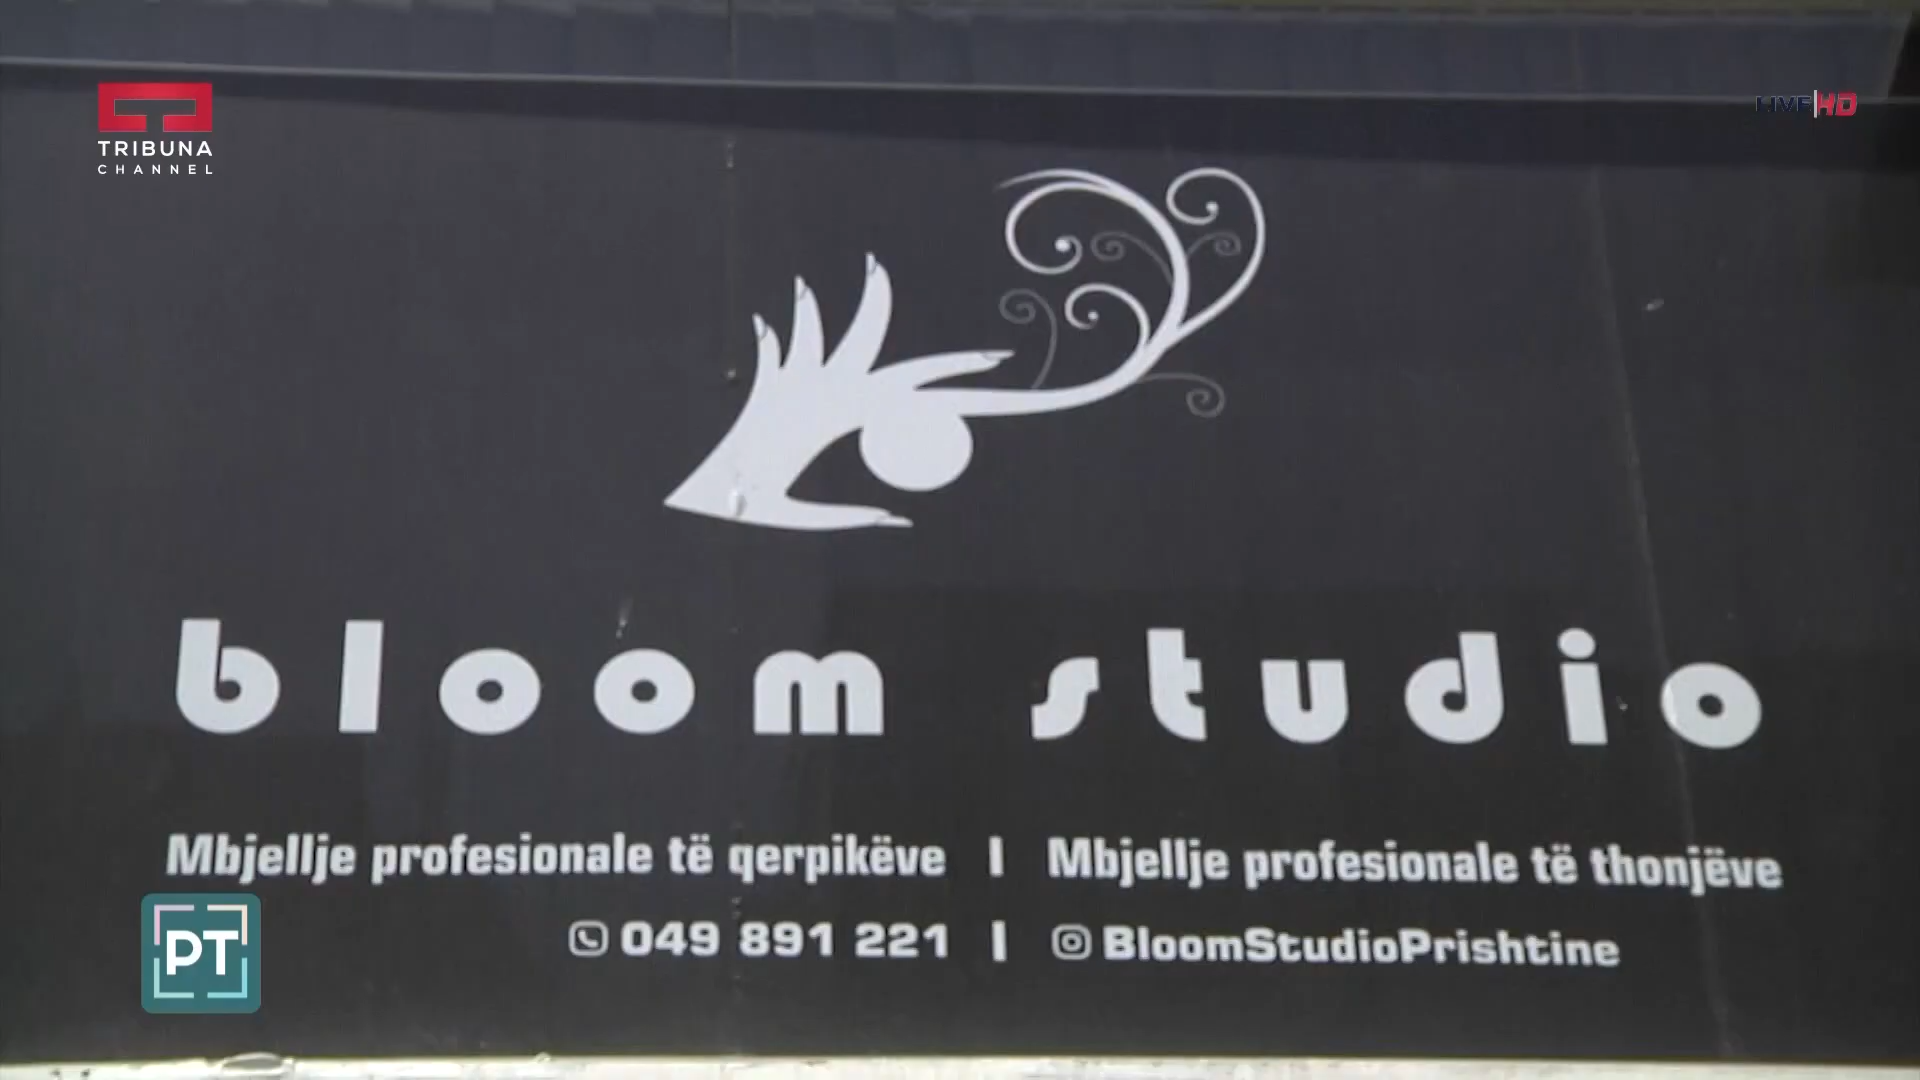 TRIBUNA
CHANNEL
LIVE HD
bloom studio
Mbjellje profesionale të qerpikëve | Mbjellje profesionale të thonjëve
049 891 221 | BloomStudioPrishtine
PT